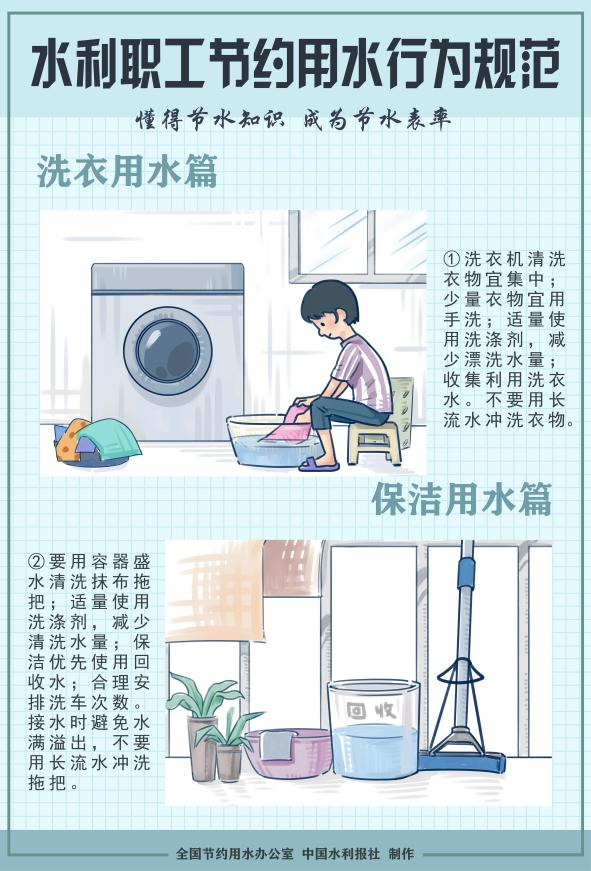 水利职工节约用水行为规范
懂得节水知识 成为节水表率
洗衣用水篇
①洗衣机清洗
衣物宜集中；
少量衣物宜用
手洗；适量使
用洗涤剂，减
少漂洗水量；
收集利用洗衣
水。不要用长
流水冲洗衣物。
保洁用水篇
②要用容器盛
水清洗抹布拖
把；适量使用
洗涤剂，减少
清洗水量；保
洁优先使用回
收水；合理安
排洗车次数。
接水时避免水
满溢出，不要
用长流水冲洗
拖把。
回收
全国节约用水办公室 中国水利报社 制作